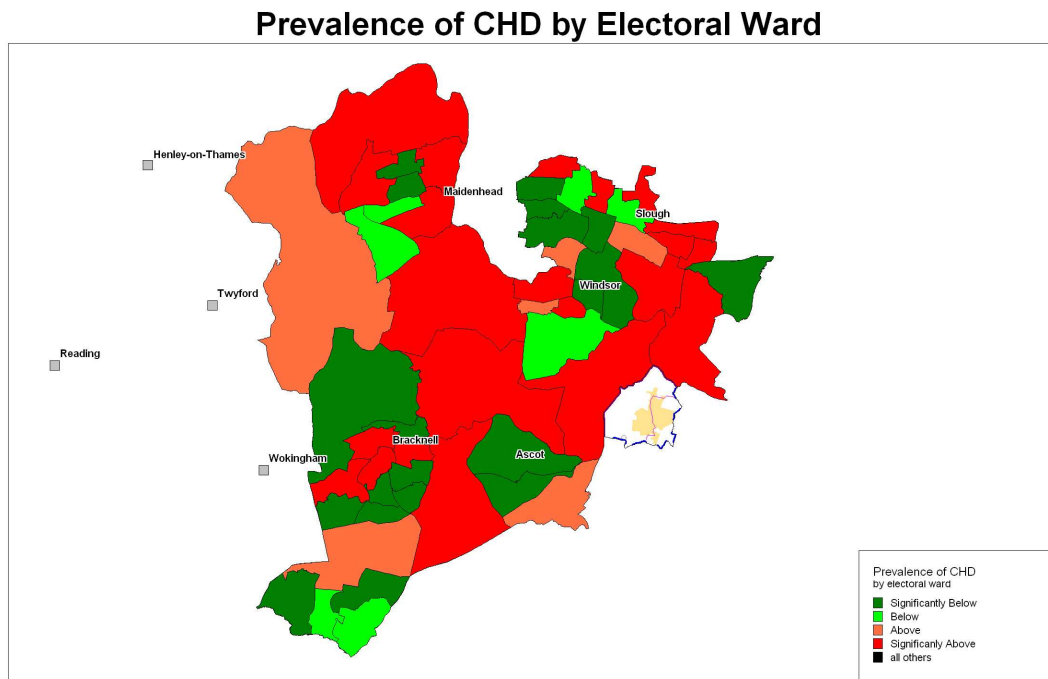 Prevalence of CHD by Electoral Ward
Henley-on-Thames
Maidenhead
Slough
Windsor
Twyford
Reading
Bracknell
Ascot
Wokingham
Prevalence of CHD
by electoral ward
Significantly Below
Below
Above
Significanly Above
all others